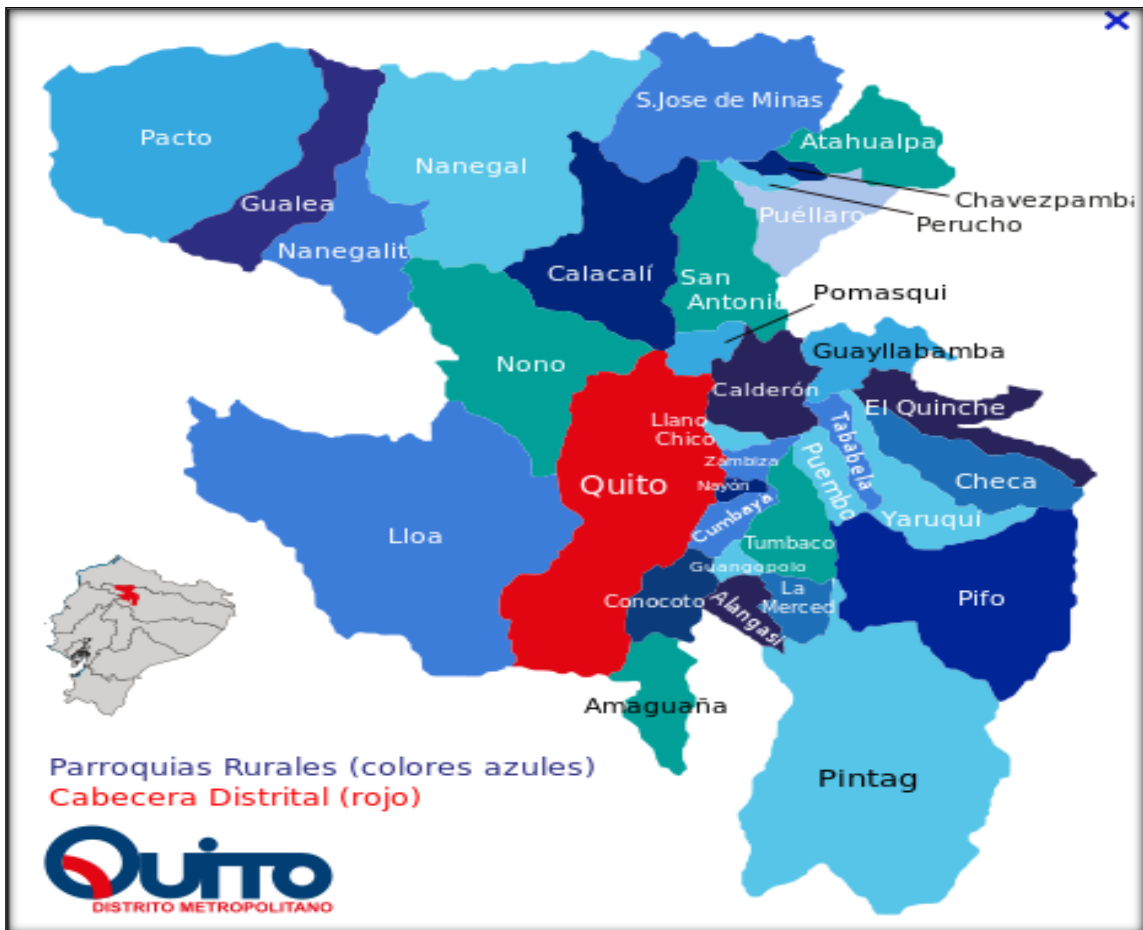 S.Jose de Minas
Pacto
Nanegal
Atahualpa
Gualea
Chavezpamba
Perucho
Puéllaro
Nanegalit
Calacalí
San
Antonio
Pomasqui
Nono
Guayllabamba
Calderón
El Quinche
Llano
Chico
Tababela
Zambiza
Puembo
Checa
Quito
Nayón
Cumbaya
Yaruqui
Lloa
Tumbaco
Guangopolo
La
Merced
Conocoto
Alangasi
Pifo
Amaguaña
Pintag
Parroquias Rurales (colores azules)
Cabecera Distrital (rojo)
QUITO
DISTRITO METROPOLITANO